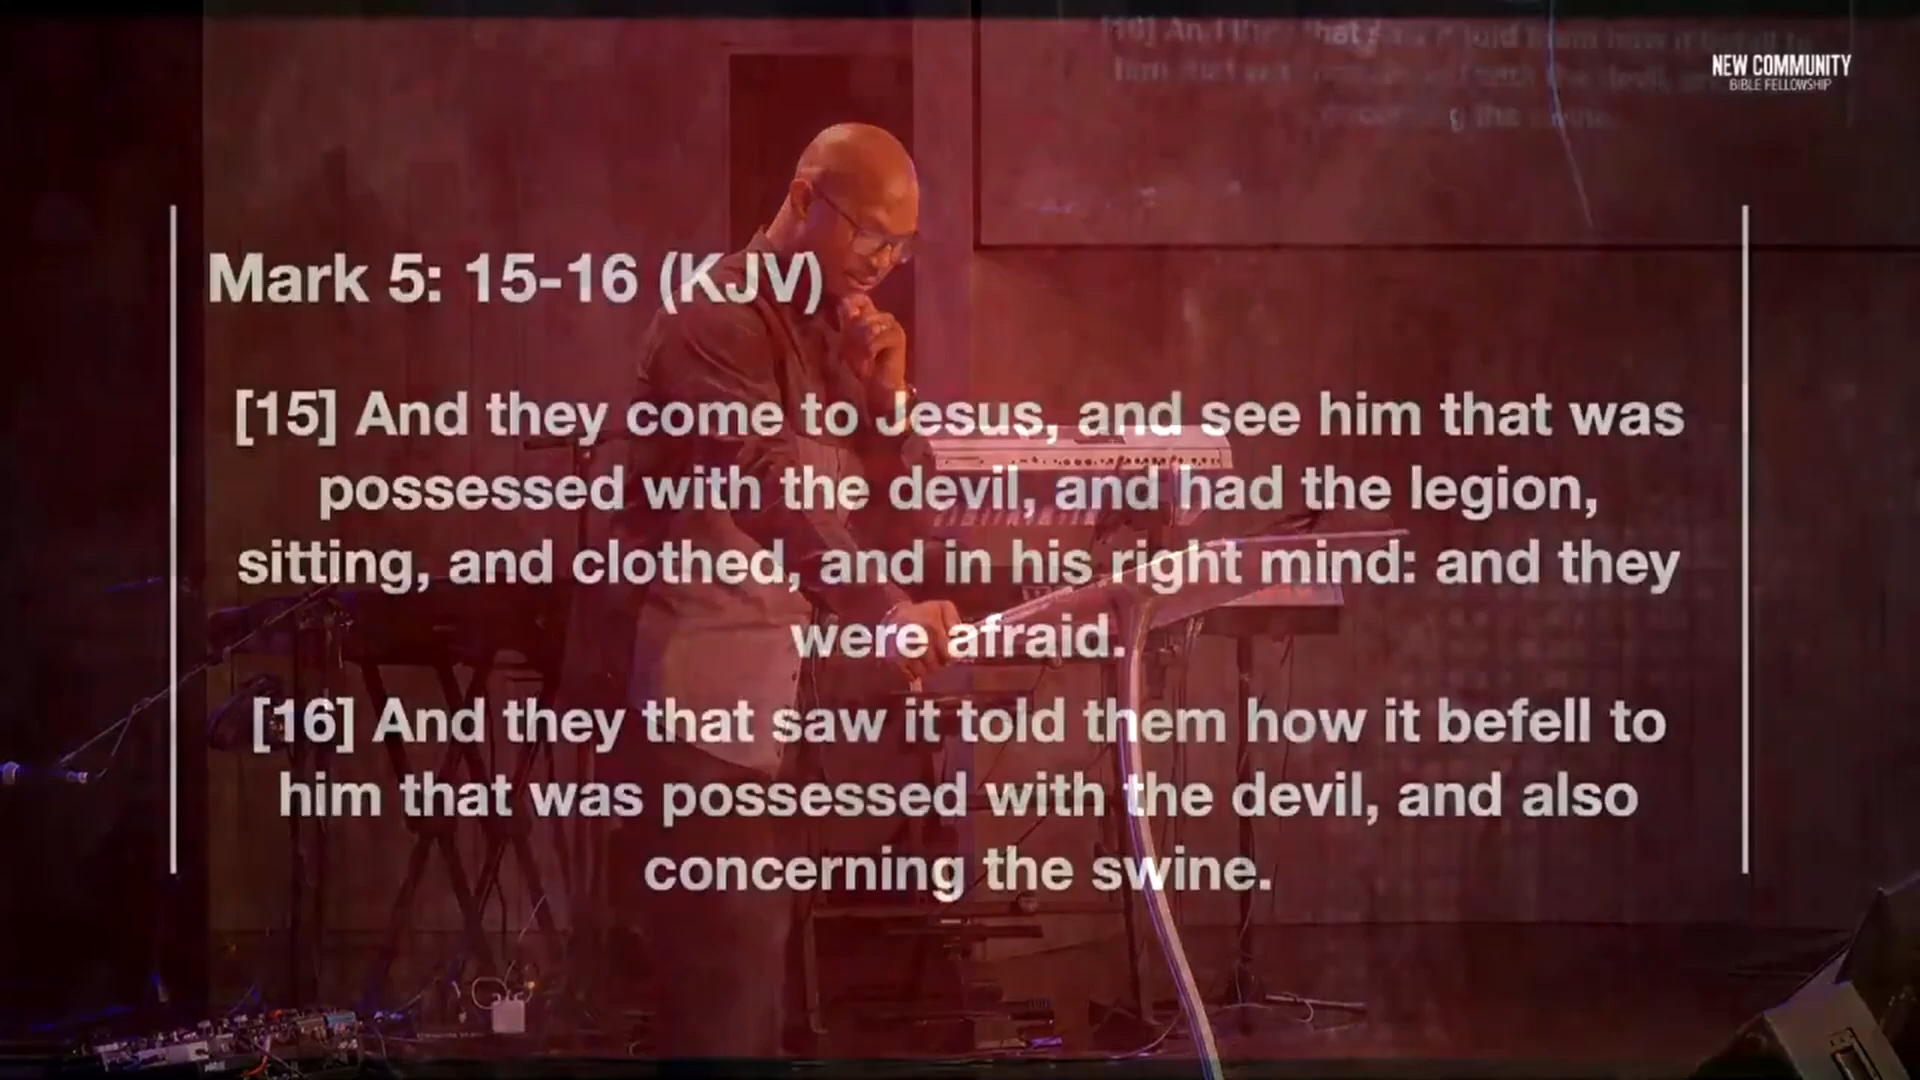 NEW COMMUNITY
BIBLE FELLOWSHIP
Mark 5: 15-16 (KJV)
[15] And they come to Jesus, and see him that was
possessed with the devil, and had the legion,
sitting, and clothed, and in his right mind: and they
were afraid.
[16] And they that saw it told them how it befell to
him that was possessed with the devil, and also
concerning the swine.